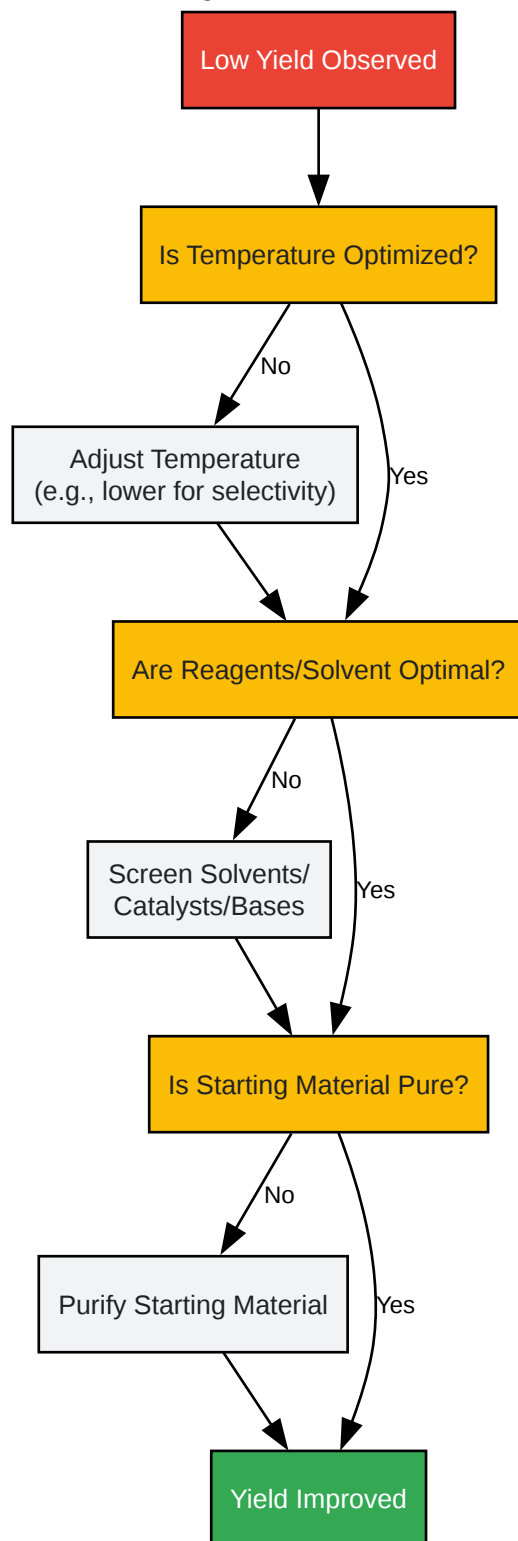 Low Yield Observed
Is Temperature Optimized?
No
Adjust Temperature
(e.g., lower for selectivity)
Yes
Are Reagents/Solvent Optimal?
No
Screen Solvents/
Catalysts/Bases
Yes
Is Starting Material Pure?
No
Purify Starting Material
Yes
Yield Improved